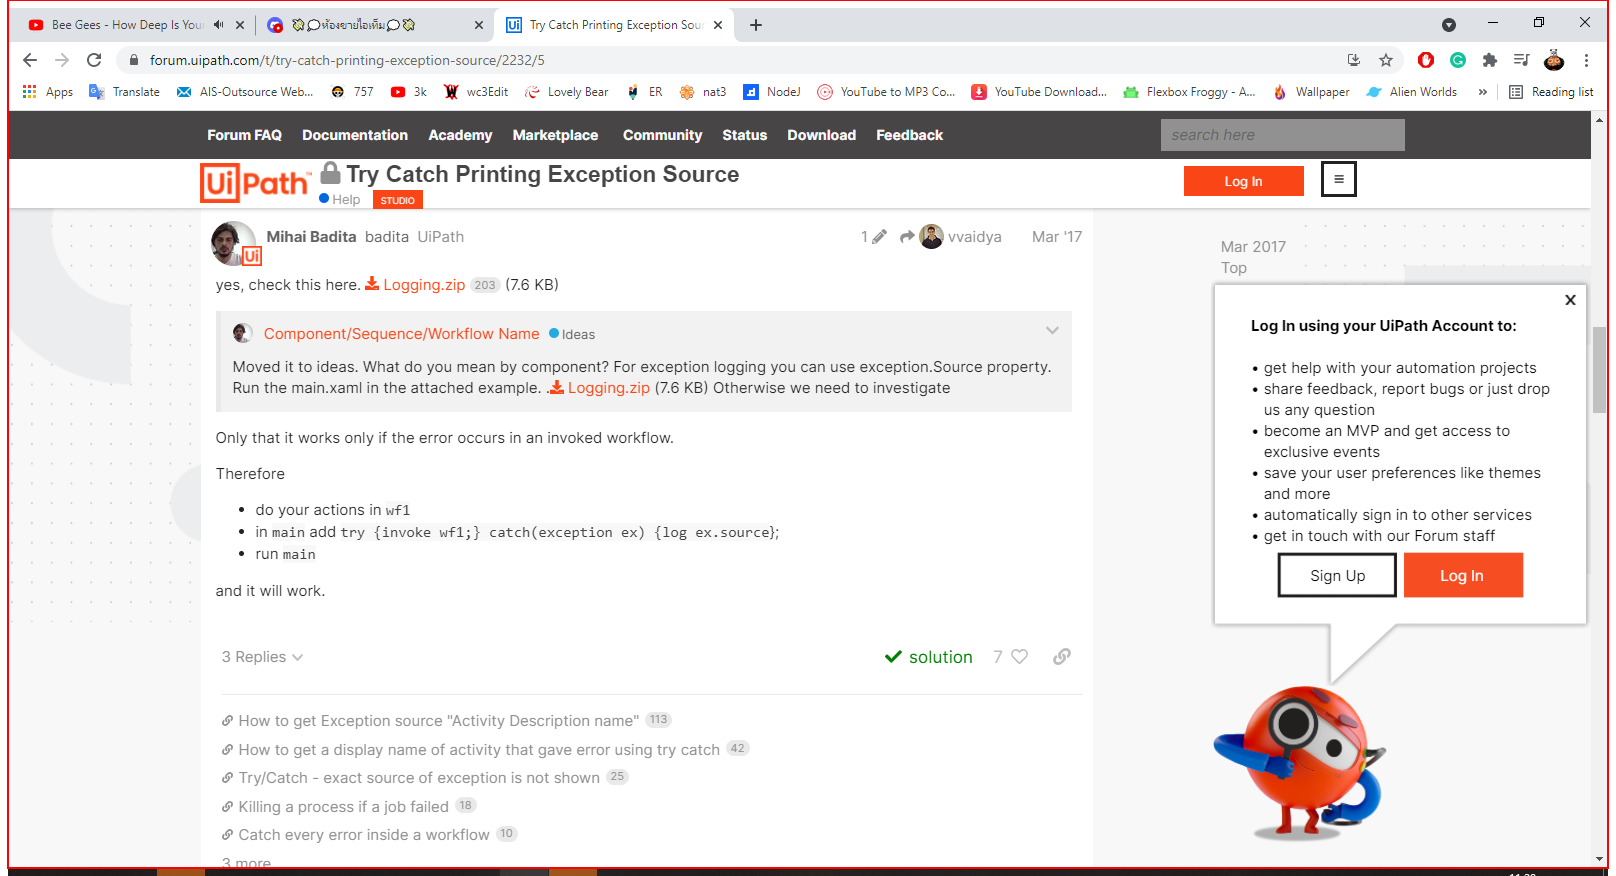 Bee Gees - How Deep Is Your
ห้องขายไอเท็ม
Try Catch Printing Exception Sour
forum.uipath.com/t/try-catch-printing-exception-source/2232/5
Apps Translate AIS-Outsource Web... 757 3k wc3Edit Lovely Bear ER nat3 NodeJ YouTube to MP3 Co... YouTube Download... Flexbox Froggy - A... Wallpaper Alien Worlds » Reading list
Forum FAQ Documentation Academy Marketplace Community Status Download Feedback search here
UiPath™ Try Catch Printing Exception Source Log In
Help STUDIO
Mihai Badita badita UiPath 1 vvaidya Mar '17
Mar 2017
Top
yes, check this here. Logging.zip 203 (7.6 KB)
Component/Sequence/Workflow Name Ideas
Moved it to ideas. What do you mean by component? For exception logging you can use exception.Source property.
Run the main.xaml in the attached example. .Logging.zip (7.6 KB) Otherwise we need to investigate
Only that it works only if the error occurs in an invoked workflow.
Therefore
• do your actions in wf1
• in main add try {invoke wf1;} catch(exception ex) {log ex.source};
• run main
and it will work.
3 Replies solution 7
How to get Exception source "Activity Description name" 113
How to get a display name of activity that gave error using try catch 42
Try/Catch - exact source of exception is not shown 25
Killing a process if a job failed 18
Catch every error inside a workflow 10
3 more
x
Log In using your UiPath Account to:
• get help with your automation projects
• share feedback, report bugs or just drop
us any question
• become an MVP and get access to
exclusive events
• save your user preferences like themes
and more
• automatically sign in to other services
• get in touch with our Forum staff
Sign Up Log In